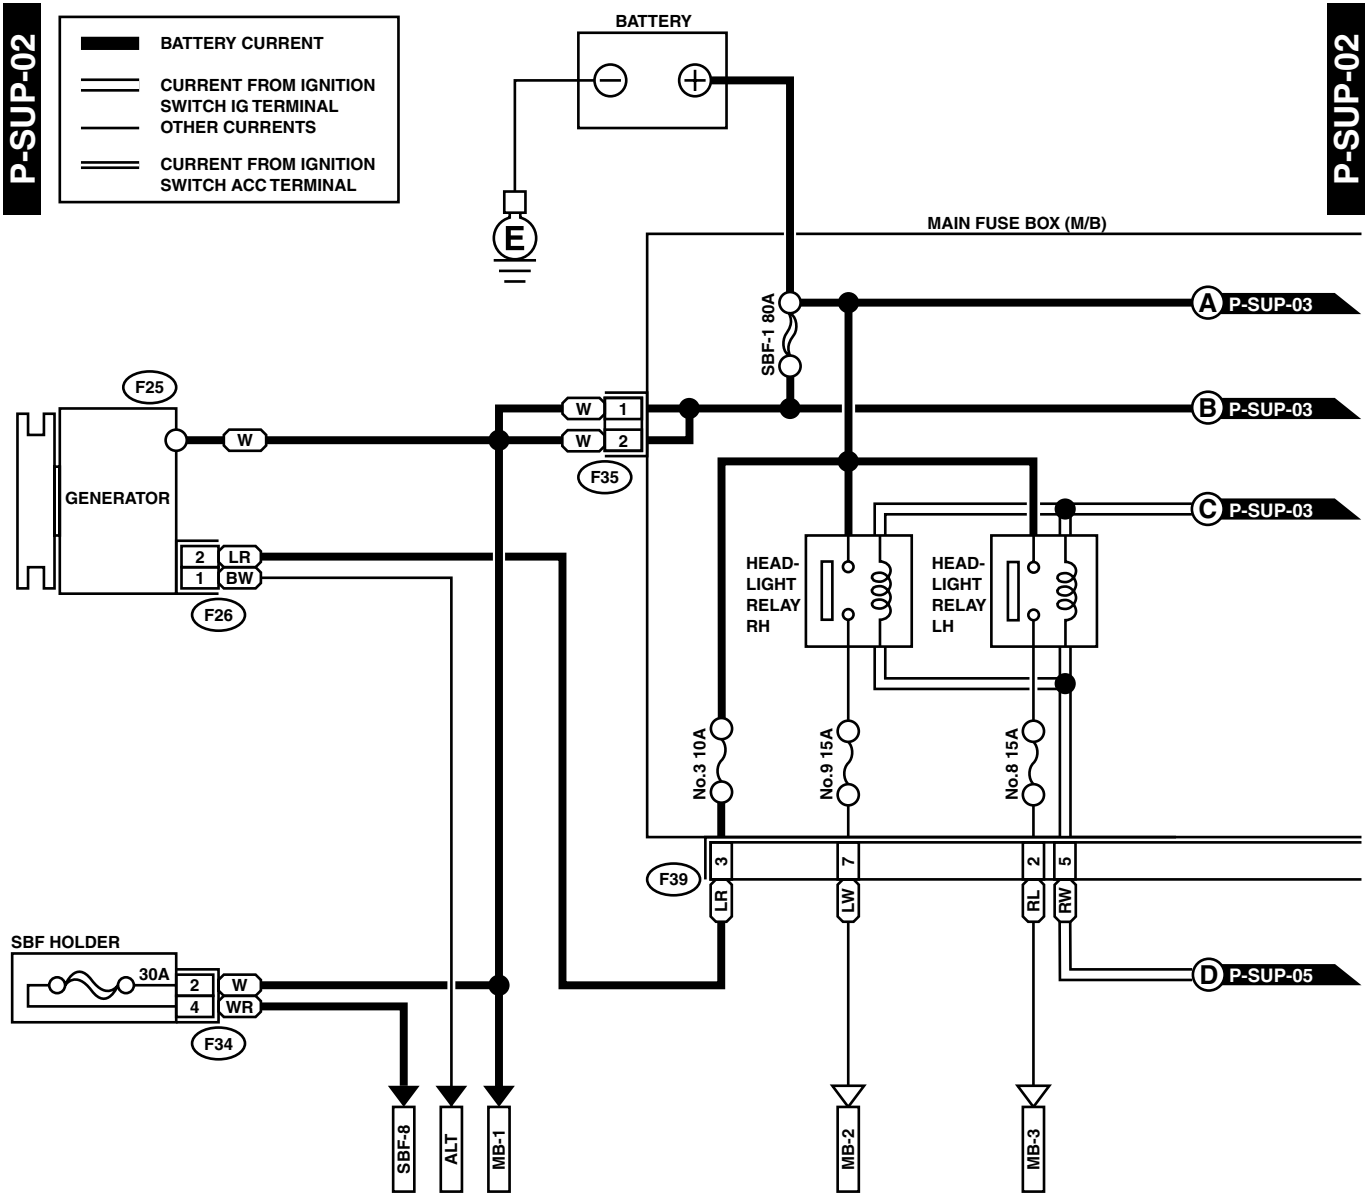 P-SUP-02
P-SUP-02
BATTERY CURRENT
CURRENT FROM IGNITION
SWITCH IG TERMINAL
OTHER CURRENTS
CURRENT FROM IGNITION
SWITCH ACC TERMINAL
BATTERY
E
MAIN FUSE BOX (M/B)
SBF-1 80A
A P-SUP-03
F25
W
W 1
B P-SUP-03
W 2
F35
GENERATOR
C P-SUP-03
2 LR
1 BW
F26
HEAD-
LIGHT
RELAY
RH
HEAD-
LIGHT
RELAY
LH
No.3 10A
No.9 15A
No.8 15A
F39
3
7
2
5
LR
LW
RL
RW
SBF HOLDER
30A
2 W
4 WR
F34
D P-SUP-05
SBF-8
ALT
MB-1
MB-2
MB-3